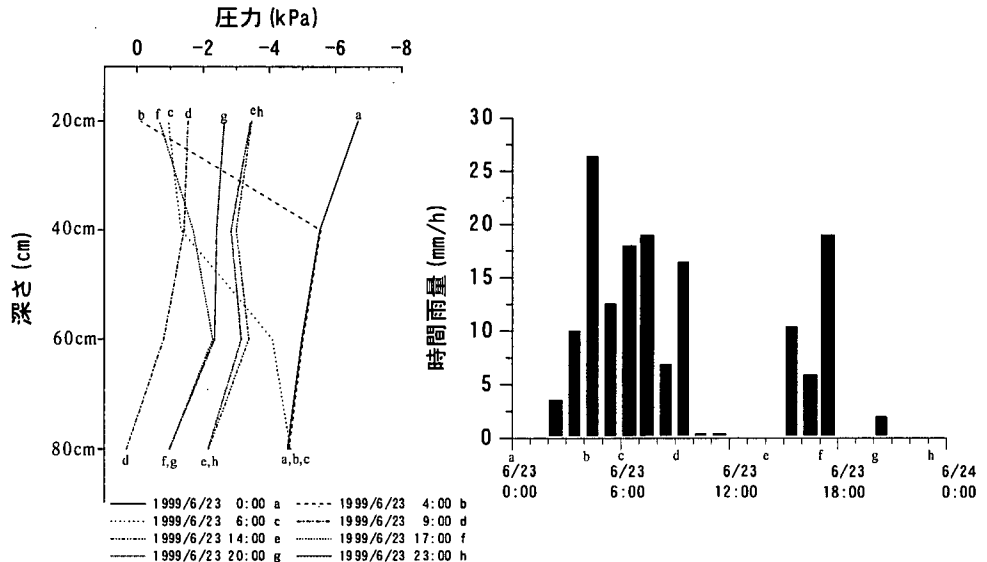 圧力 (kPa)
0 -2 -4 -6 -8
深さ (cm)
20cm
40cm
60cm
80cm
b f c d g eh a
d f,g e,h a,b,c
1999/6/23 0:00 a 1999/6/23 4:00 b
1999/6/23 6:00 c 1999/6/23 9:00 d
1999/6/23 14:00 e 1999/6/23 17:00 f
1999/6/23 20:00 g 1999/6/23 23:00 h
時間雨量 (mm/h)
30
25
20
15
10
5
0
a b c d e f g h
6/23 6/23 6/23 6/23 6/24
0:00 6:00 12:00 18:00 0:00